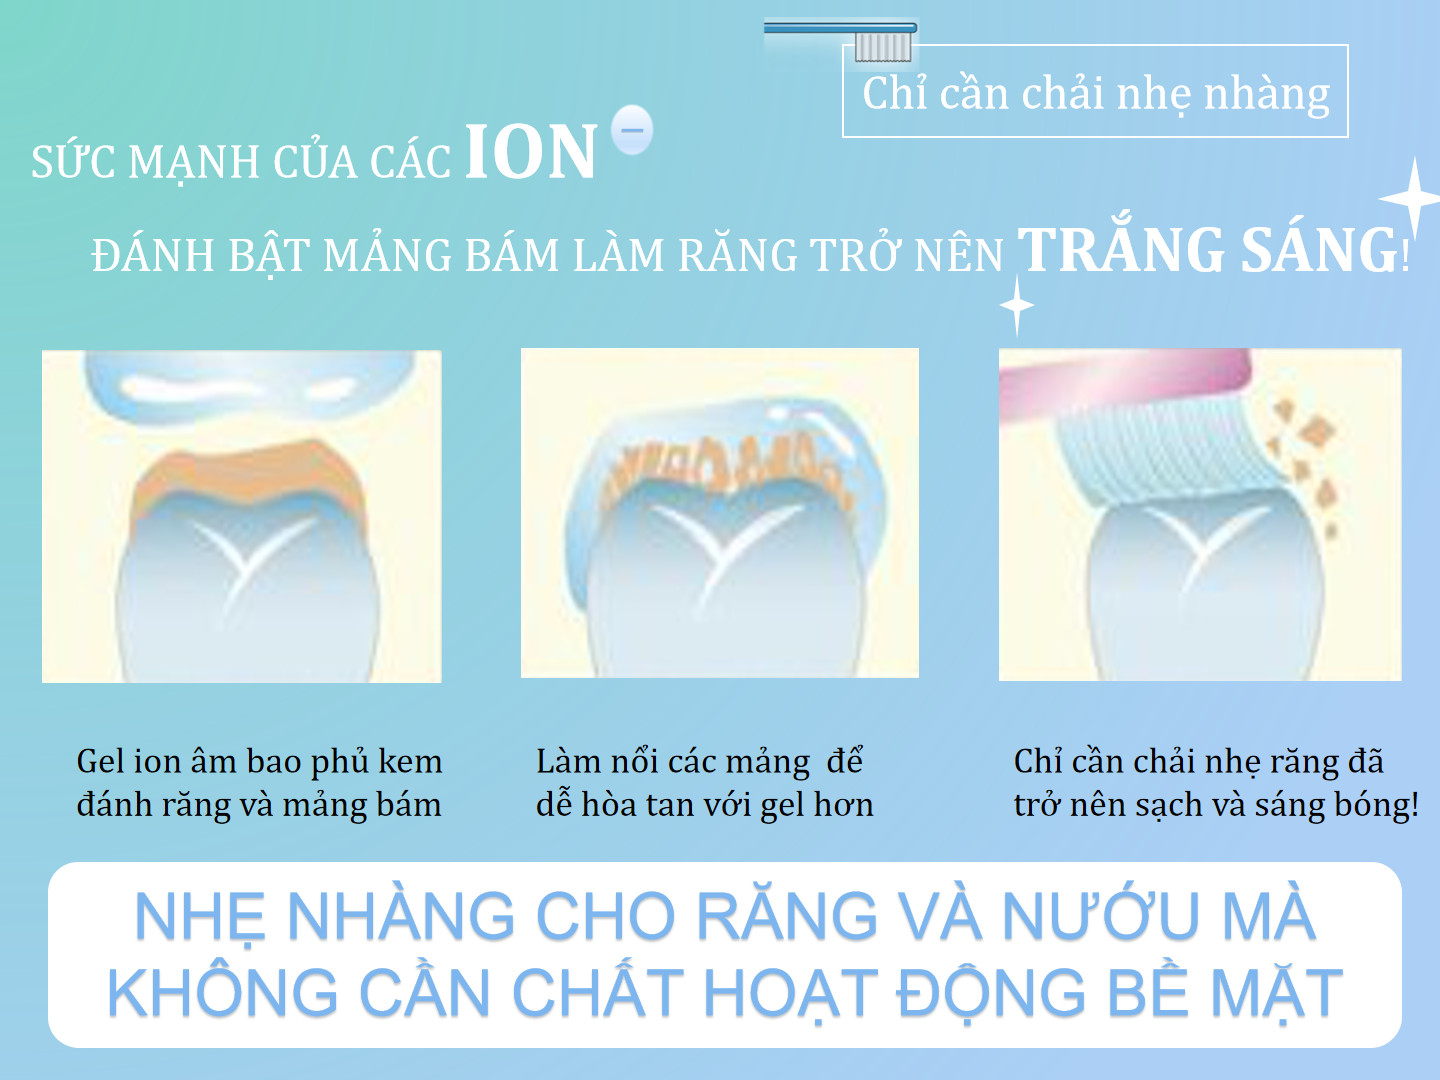 Chỉ cần chải nhẹ nhàng
SỨC MẠNH CỦA CÁC ION −
ĐÁNH BẬT MẢNG BÁM LÀM RĂNG TRỞ NÊN TRẮNG SÁNG!
Gel ion âm bao phủ kem
đánh răng và mảng bám
Làm nổi các mảng để
dễ hòa tan với gel hơn
Chỉ cần chải nhẹ răng đã
trở nên sạch và sáng bóng!
NHẸ NHÀNG CHO RĂNG VÀ NƯỚU MÀ
KHÔNG CẦN CHẤT HOẠT ĐỘNG BỀ MẶT